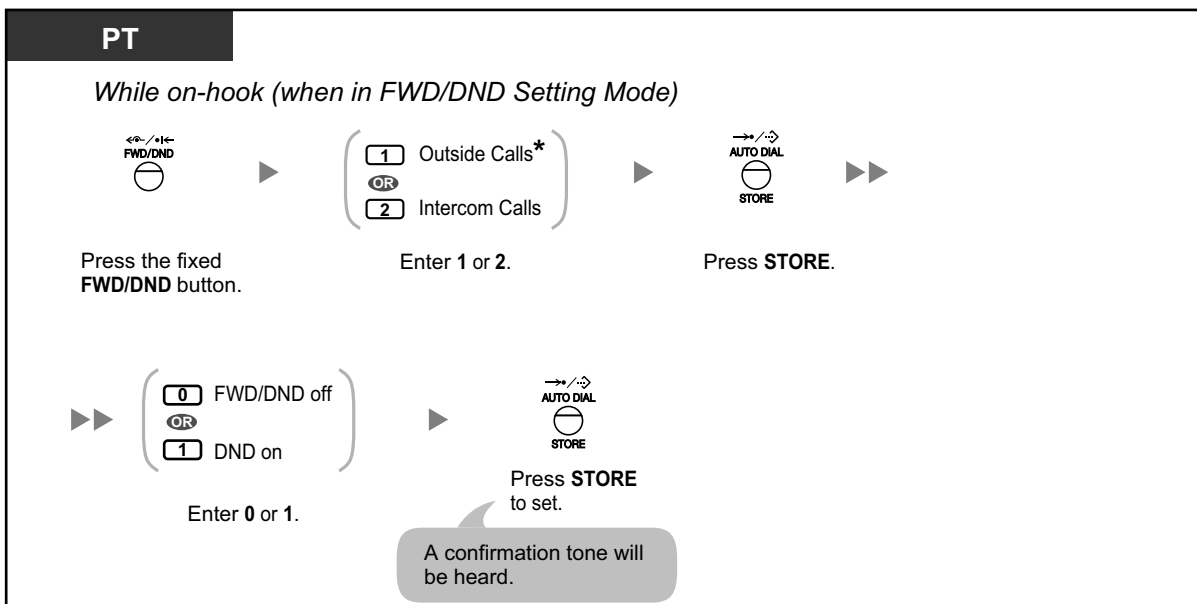 PT
While on-hook (when in FWD/DND Setting Mode)
FWD/DND
1 Outside Calls*
OR
2 Intercom Calls
AUTO DIAL
STORE
Press the fixed
FWD/DND button.
Enter 1 or 2.
Press STORE.
0 FWD/DND off
OR
1 DND on
AUTO DIAL
STORE
Enter 0 or 1.
Press STORE
to set.
A confirmation tone will
be heard.